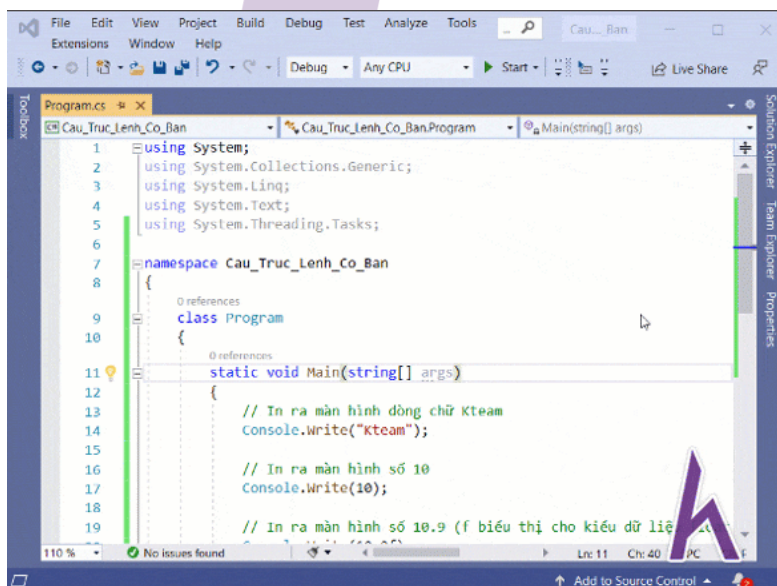 File Edit View Project Build Debug Test Analyze Tools
Extensions Window Help
Cau_... Ban
Debug Any CPU Start Live Share
Toolbox
Program.cs
Cau_Truc_Lenh_Co_Ban Cau_Truc_Lenh_Co_Ban.Program Main(string[] args)
1 using System;
2 using System.Collections.Generic;
3 using System.Linq;
4 using System.Text;
5 using System.Threading.Tasks;
6
7 namespace Cau_Truc_Lenh_Co_Ban
8 {
0 references
9 class Program
10 {
0 references
11 static void Main(string[] args)
12 {
13 // In ra màn hình dòng chữ Kteam
14 Console.Write("Kteam");
15
16 // In ra màn hình số 10
17 Console.Write(10);
18
19 // In ra màn hình số 10.9 (f biểu thị cho kiểu dữ
110 % No issues found Ln: 11 Ch: 40
Add to Source Control 2
Solution Explorer
Team Explorer
Properties
h